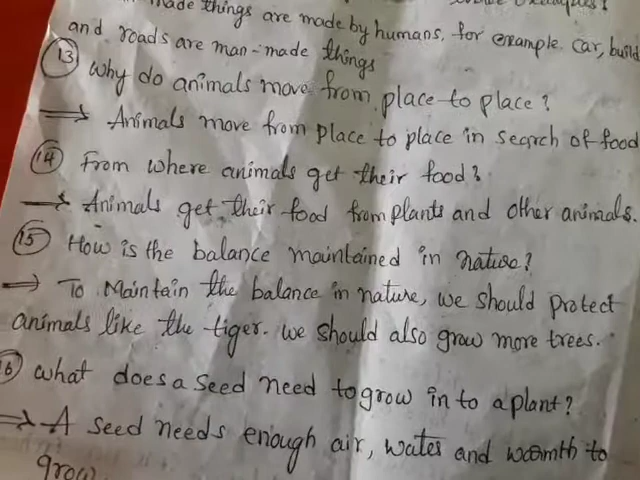 made things are made by humans. for example. car, build
and roads are man-made things
13 Why do animals move from place to place?
⟹ Animals move from place to place in search of food
14 From where animals get their food?
→ Animals get their food from plants and other animals.
15 How is the balance maintained in nature?
⟹ To Maintain the balance in nature, we should protect
animals like the tiger. we should also grow more trees.
16 what does a seed need to grow in to a plant?
⟹ A seed needs enough air, water and warmth to
grow